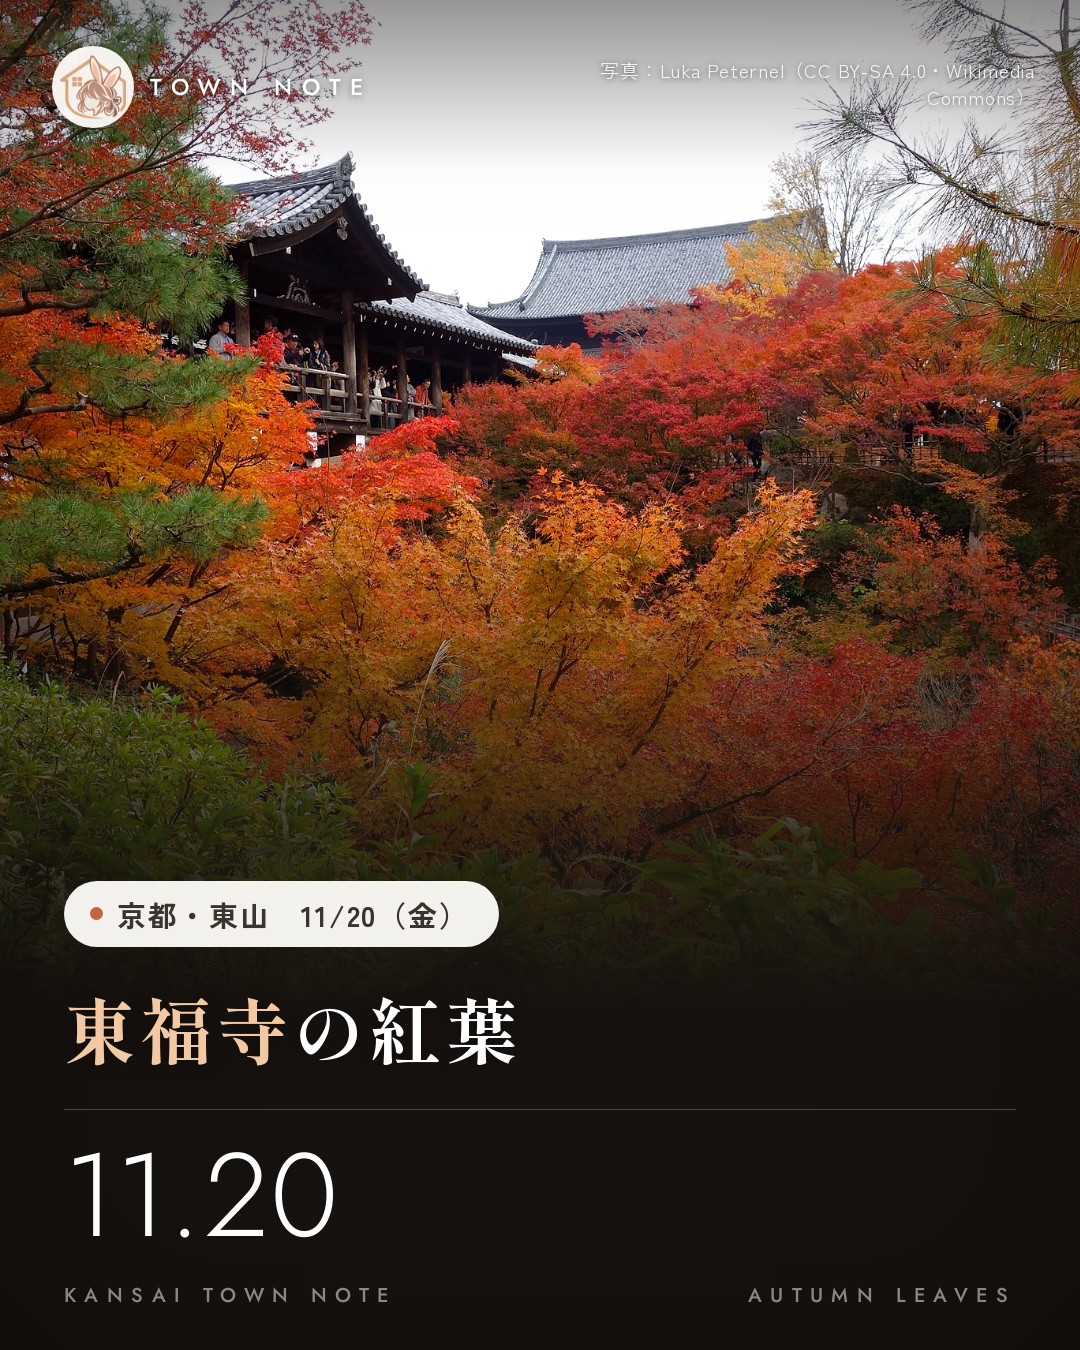 TOWN NOTE
写真：Luka Peternel（CC BY-SA 4.0・Wikimedia
Commons）
京都・東山　11/20（金）
東福寺の紅葉
11.20
KANSAI TOWN NOTE
AUTUMN LEAVES